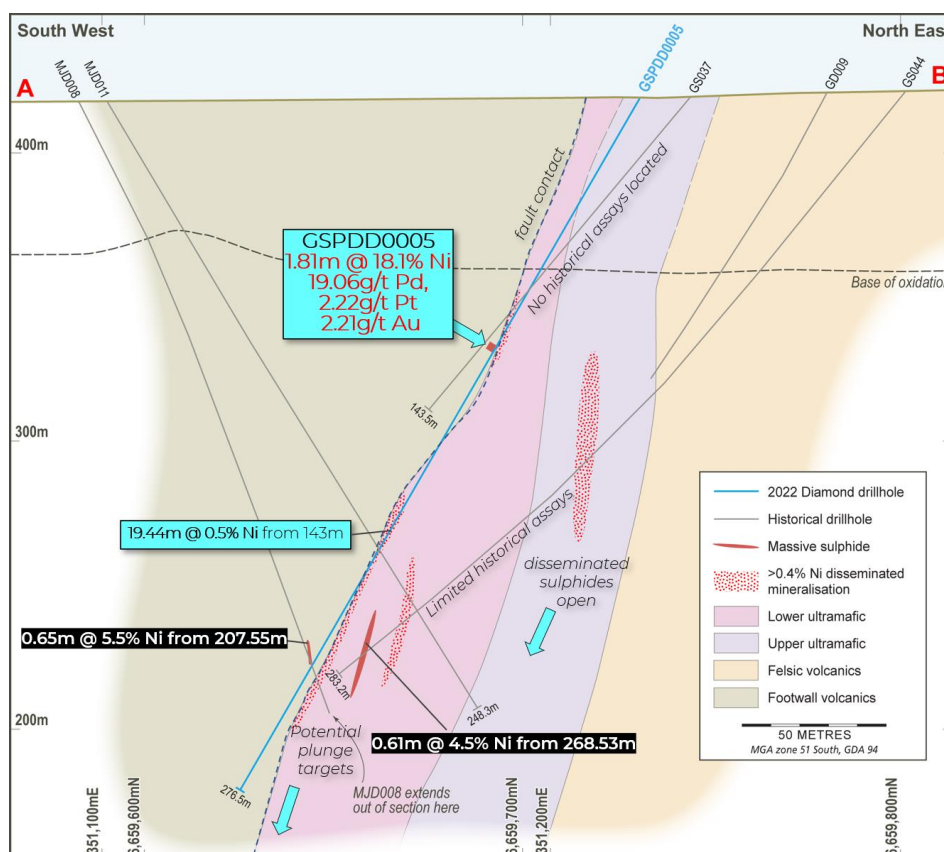 South West
North East
A
B
MJD008
MJD011
GSPDD0005
GS037
GD009
GS044
400m
300m
200m
fault contact
No historical assays located
GSPDD0005
1.81m @ 18.1% Ni
19.06g/t Pd,
2.22g/t Pt
2.21g/t Au
Base of oxidation
143.5m
19.44m @ 0.5% Ni from 143m
Limited historical assays
disseminated
sulphides
open
0.65m @ 5.5% Ni from 207.55m
283.2m
248.3m
0.61m @ 4.5% Ni from 268.53m
Potential
plunge
targets
276.5m
MJD008 extends
out of section here
2022 Diamond drillhole
Historical drillhole
Massive sulphide
>0.4% Ni disseminated
mineralisation
Lower ultramafic
Upper ultramafic
Felsic volcanics
Footwall volcanics
50 METRES
MGA zone 51 South, GDA 94
351,100mE
6,659,600mN
6,659,700mN
351,200mE
6,659,800mN